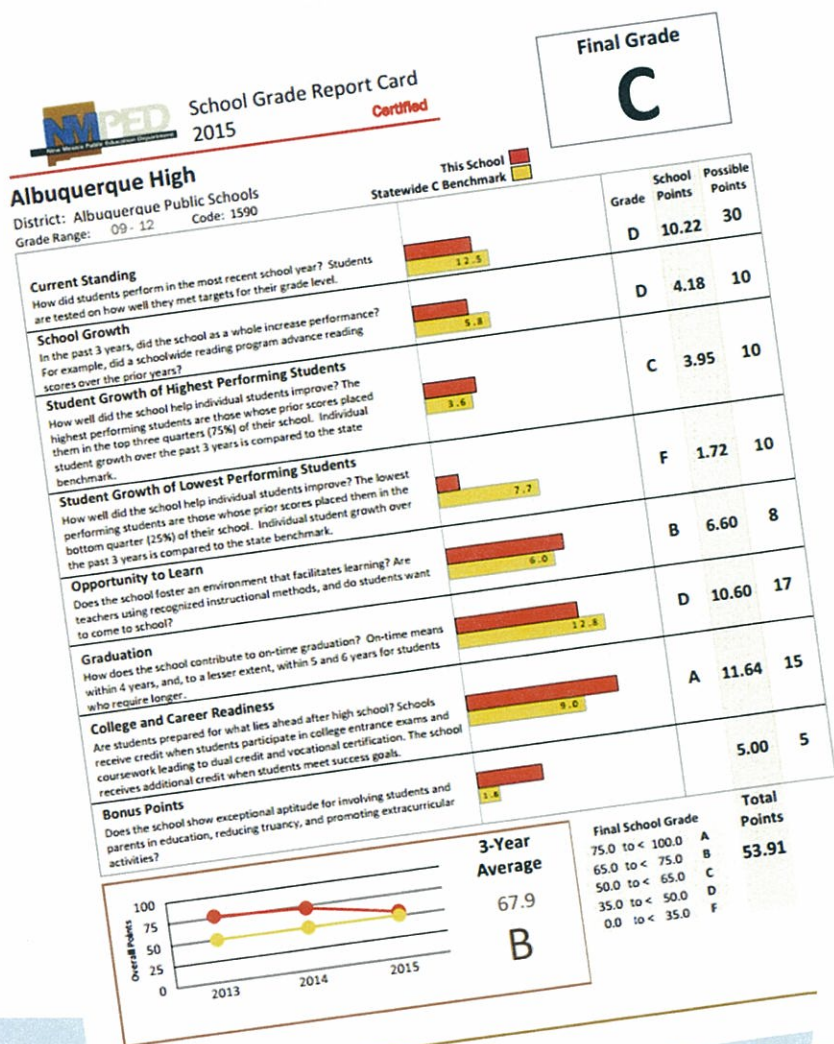 Final Grade
C
NMPED
New Mexico Public Education Department
School Grade Report Card
2015
Certified
Albuquerque High
District: Albuquerque Public Schools
Grade Range: 09 - 12 Code: 1590
This School
Statewide C Benchmark
Grade School Points Possible Points
Current Standing
How did students perform in the most recent school year? Students
are tested on how well they met targets for their grade level.
12.5
D 10.22 30
School Growth
In the past 3 years, did the school as a whole increase performance?
For example, did a schoolwide reading program advance reading
scores over the prior years?
5.8
D 4.18 10
Student Growth of Highest Performing Students
How well did the school help individual students improve? The
highest performing students are those whose prior scores placed
them in the top three quarters (75%) of their school. Individual
student growth over the past 3 years is compared to the state
benchmark.
3.6
C 3.95 10
Student Growth of Lowest Performing Students
How well did the school help individual students improve? The lowest
performing students are those whose prior scores placed them in the
bottom quarter (25%) of their school. Individual student growth over
the past 3 years is compared to the state benchmark.
7.7
F 1.72 10
Opportunity to Learn
Does the school foster an environment that facilitates learning? Are
teachers using recognized instructional methods, and do students want
to come to school?
6.0
B 6.60 8
Graduation
How does the school contribute to on-time graduation? On-time means
within 4 years, and, to a lesser extent, within 5 and 6 years for students
who require longer.
12.8
D 10.60 17
College and Career Readiness
Are students prepared for what lies ahead after high school? Schools
receive credit when students participate in college entrance exams and
coursework leading to dual credit and vocational certification. The school
receives additional credit when students meet success goals.
9.0
A 11.64 15
Bonus Points
Does the school show exceptional aptitude for involving students and
parents in education, reducing truancy, and promoting extracurricular
activities?
1.8
5.00 5
Overall Points
100
75
50
25
0
2013 2014 2015
3-Year
Average
67.9
B
Final School Grade
75.0 to < 100.0 A
65.0 to < 75.0 B
50.0 to < 65.0 C
35.0 to < 50.0 D
0.0 to < 35.0 F
Total
Points
53.91